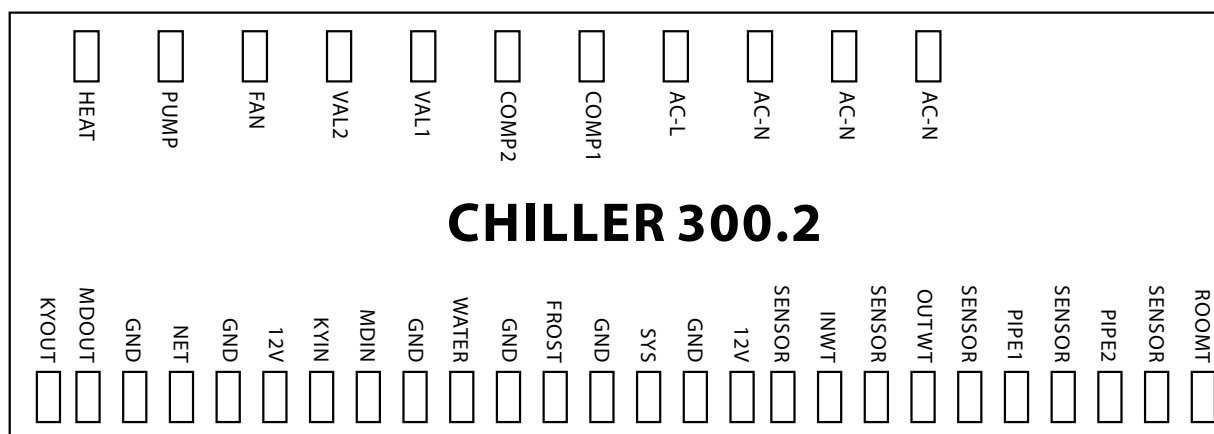 HEAT PUMP FAN VAL2 VAL1 COMP2 COMP1 AC-L AC-N AC-N AC-N
CHILLER 300.2
KYOUT MDOUT GND NET GND 12V KYIN MDIN GND WATER GND FROST GND SYS GND 12V SENSOR INWT SENSOR OUTWT SENSOR PIPE1 SENSOR PIPE2 SENSOR ROOMT